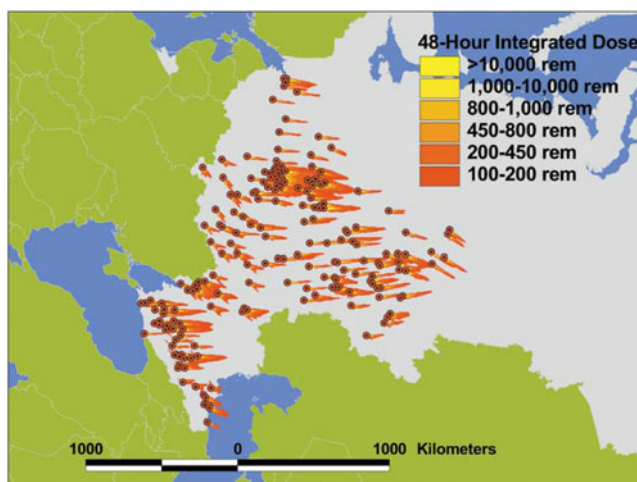 48-Hour Integrated Dose
>10,000 rem
1,000-10,000 rem
800-1,000 rem
450-800 rem
200-450 rem
100-200 rem
1000 0 1000 Kilometers